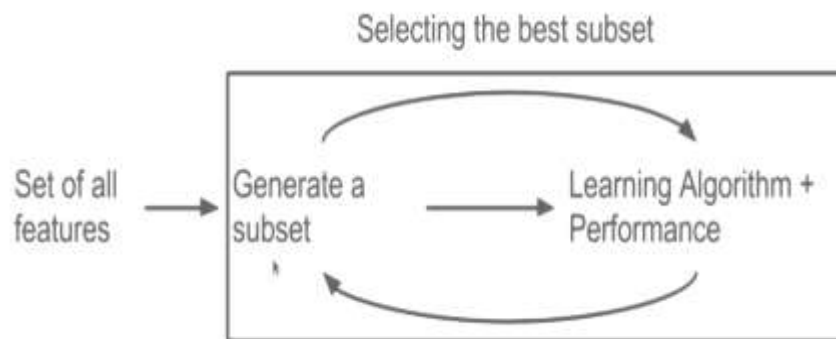 Selecting the best subset
Set of all
features
Generate a
subset
Learning Algorithm +
Performance